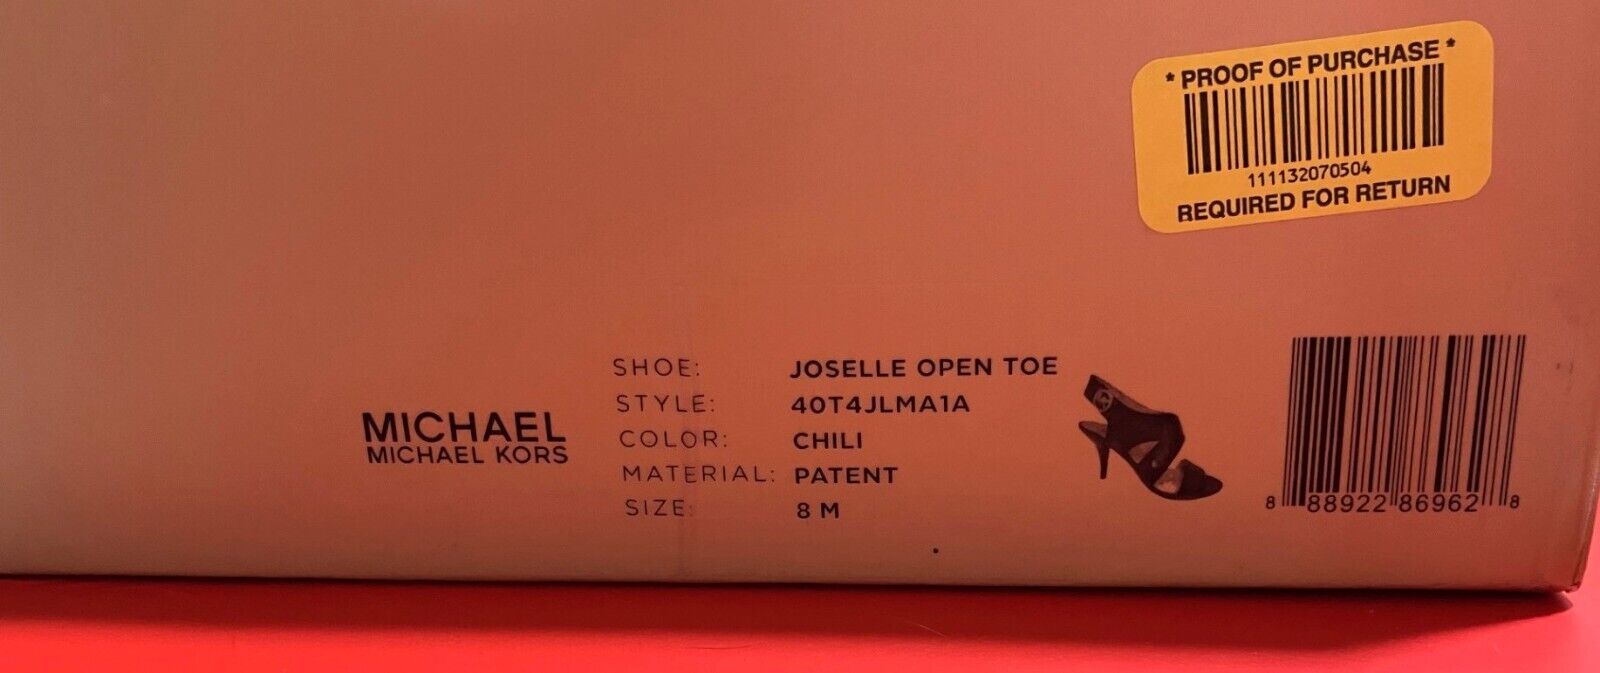 * PROOF OF PURCHASE *
111132070504
REQUIRED FOR RETURN
MICHAEL
MICHAEL KORS
SHOE: JOSELLE OPEN TOE
STYLE: 40T4JLMA1A
COLOR: CHILI
MATERIAL: PATENT
SIZE: 8 M
8 88922 86962 8